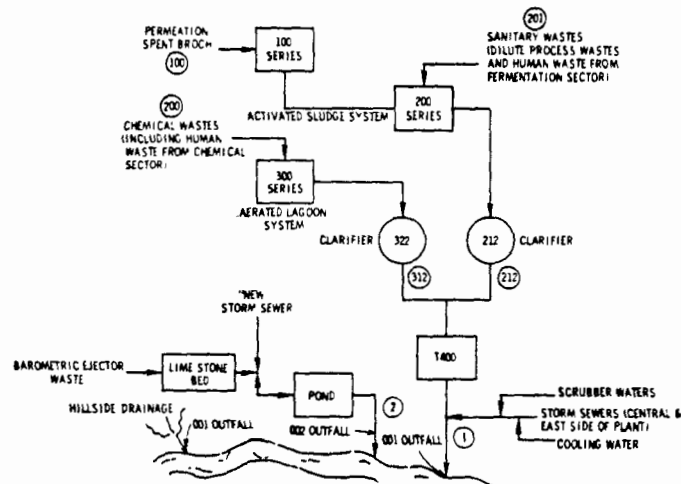 PERMEATION
SPENT BROCH
100
100
SERIES
201
SANITARY WASTES
(DILUTE PROCESS WASTES
AND HUMAN WASTE FROM
FERMENTATION SECTOR)
200
SERIES
ACTIVATED SLUDGE SYSTEM
200
CHEMICAL WASTES
(INCLUDING HUMAN
WASTE FROM CHEMICAL
SECTOR)
300
SERIES
AERATED LAGOON
SYSTEM
CLARIFIER
322
212
CLARIFIER
312
212
"NEW
STORM SEWER
T400
BAROMETRIC EJECTOR
WASTE
LIME STONE
BED
POND
2
SCRUBBER WATERS
STORM SEWERS (CENTRAL &
EAST SIDE OF PLANT)
COOLING WATER
1
HILLSIDE DRAINAGE
001 OUTFALL
002 OUTFALL
001 OUTFALL